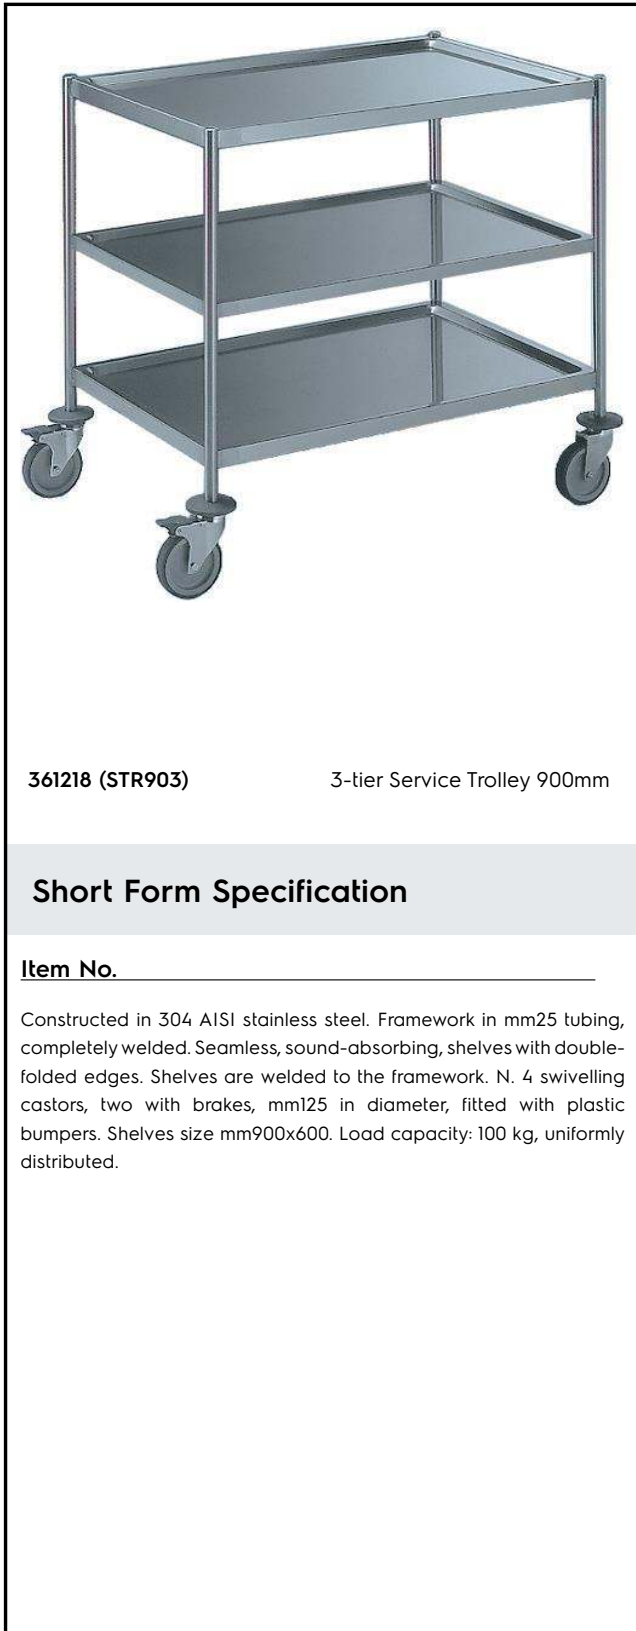 361218 (STR903) 3-tier Service Trolley 900mm
Short Form Specification
Item No.
Constructed in 304 AISI stainless steel. Framework in mm25 tubing,
completely welded. Seamless, sound-absorbing, shelves with double-
folded edges. Shelves are welded to the framework. N. 4 swivelling
castors, two with brakes, mm125 in diameter, fitted with plastic
bumpers. Shelves size mm900x600. Load capacity: 100 kg, uniformly
distributed.